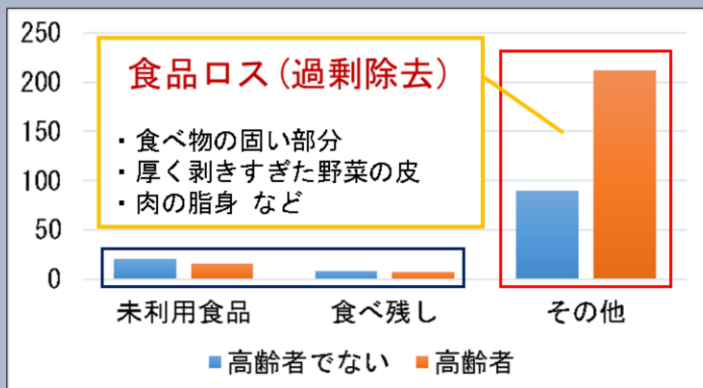 250
200
150
100
50
0
食品ロス(過剰除去)
・食べ物の固い部分
・厚く剥きすぎた野菜の皮
・肉の脂身 など
未利用食品 食べ残し その他
高齢者でない 高齢者